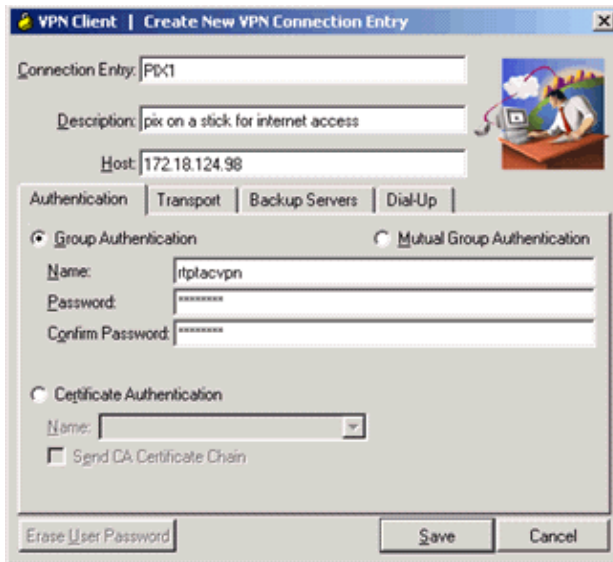 VPN Client | Create New VPN Connection Entry
Connection Entry: PIX1
Description: pix on a stick for internet access
Host: 172.18.124.98
Authentication Transport Backup Servers Dial-Up
Group Authentication Mutual Group Authentication
Name: rtptacvpn
Password: ********
Confirm Password: ********
Certificate Authentication
Name:
Send CA Certificate Chain
Erase User Password Save Cancel